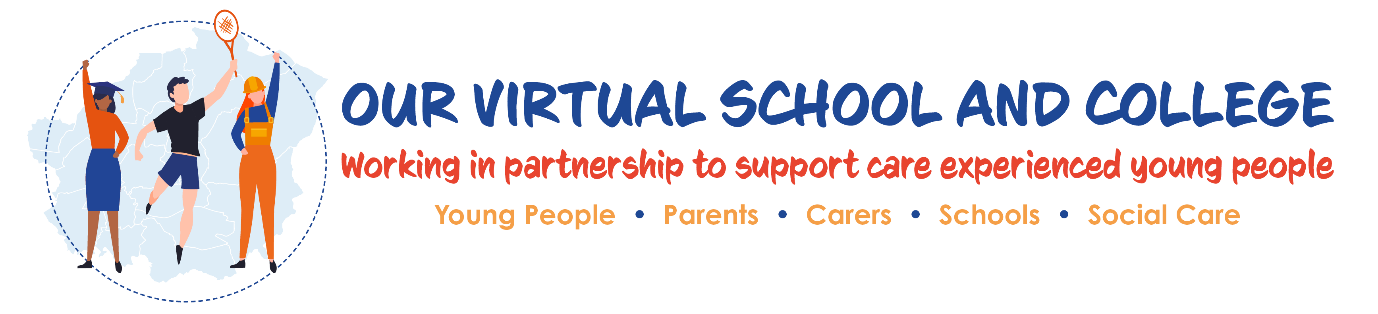 OUR VIRTUAL SCHOOL AND COLLEGE
Working in partnership to support care experienced young people
Young People • Parents • Carers • Schools • Social Care